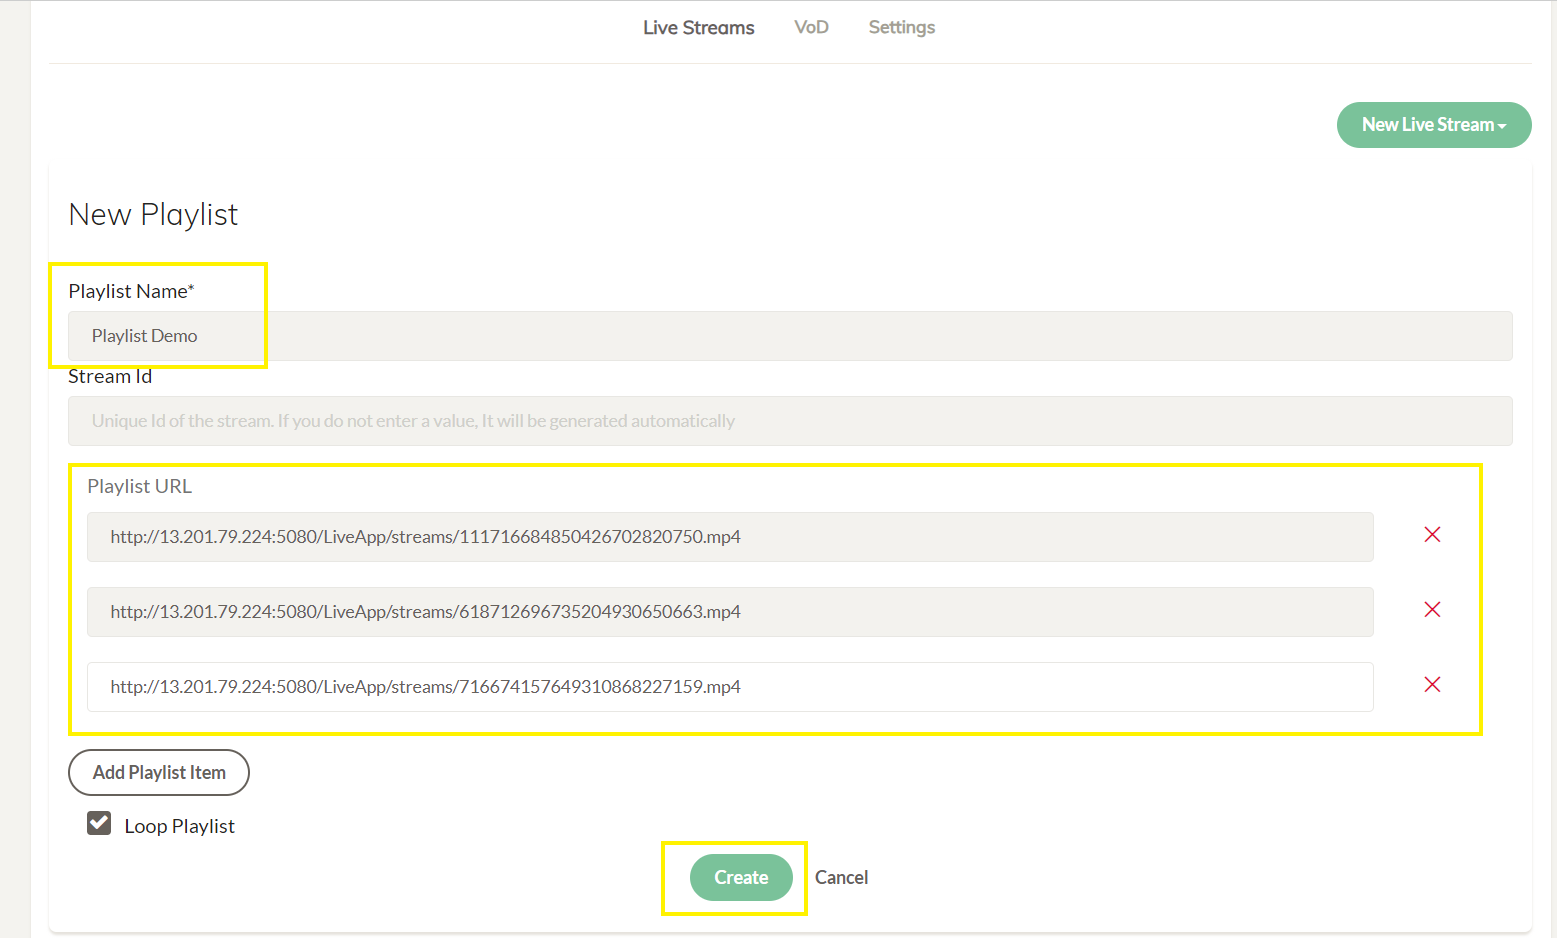 Live Streams VoD Settings
New Live Stream
New Playlist
Playlist Name*
Playlist Demo
Stream Id
Unique Id of the stream. If you do not enter a value, It will be generated automatically
Playlist URL
http://13.201.79.224:5080/LiveApp/streams/111716684850426702820750.mp4
http://13.201.79.224:5080/LiveApp/streams/618712696735204930650663.mp4
http://13.201.79.224:5080/LiveApp/streams/716674157649310868227159.mp4
Add Playlist Item
Loop Playlist
Create Cancel